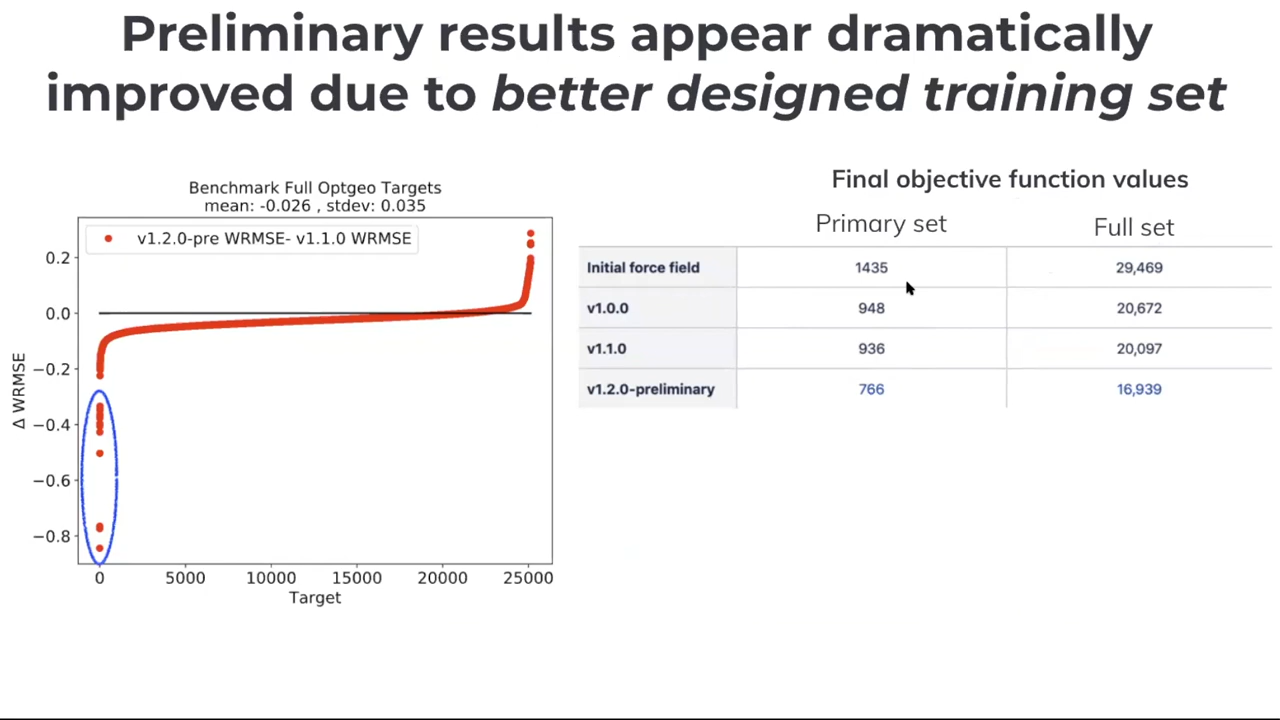 Preliminary results appear dramatically
improved due to better designed training set
Benchmark Full Optgeo Targets
mean: -0.026 , stdev: 0.035
v1.2.0-pre WRMSE- v1.1.0 WRMSE
Δ WRMSE
0.2
0.0
−0.2
−0.4
−0.6
−0.8
0 5000 10000 15000 20000 25000
Target
Final objective function values
Primary set Full set
Initial force field 1435 29,469
v1.0.0 948 20,672
v1.1.0 936 20,097
v1.2.0-preliminary 766 16,939